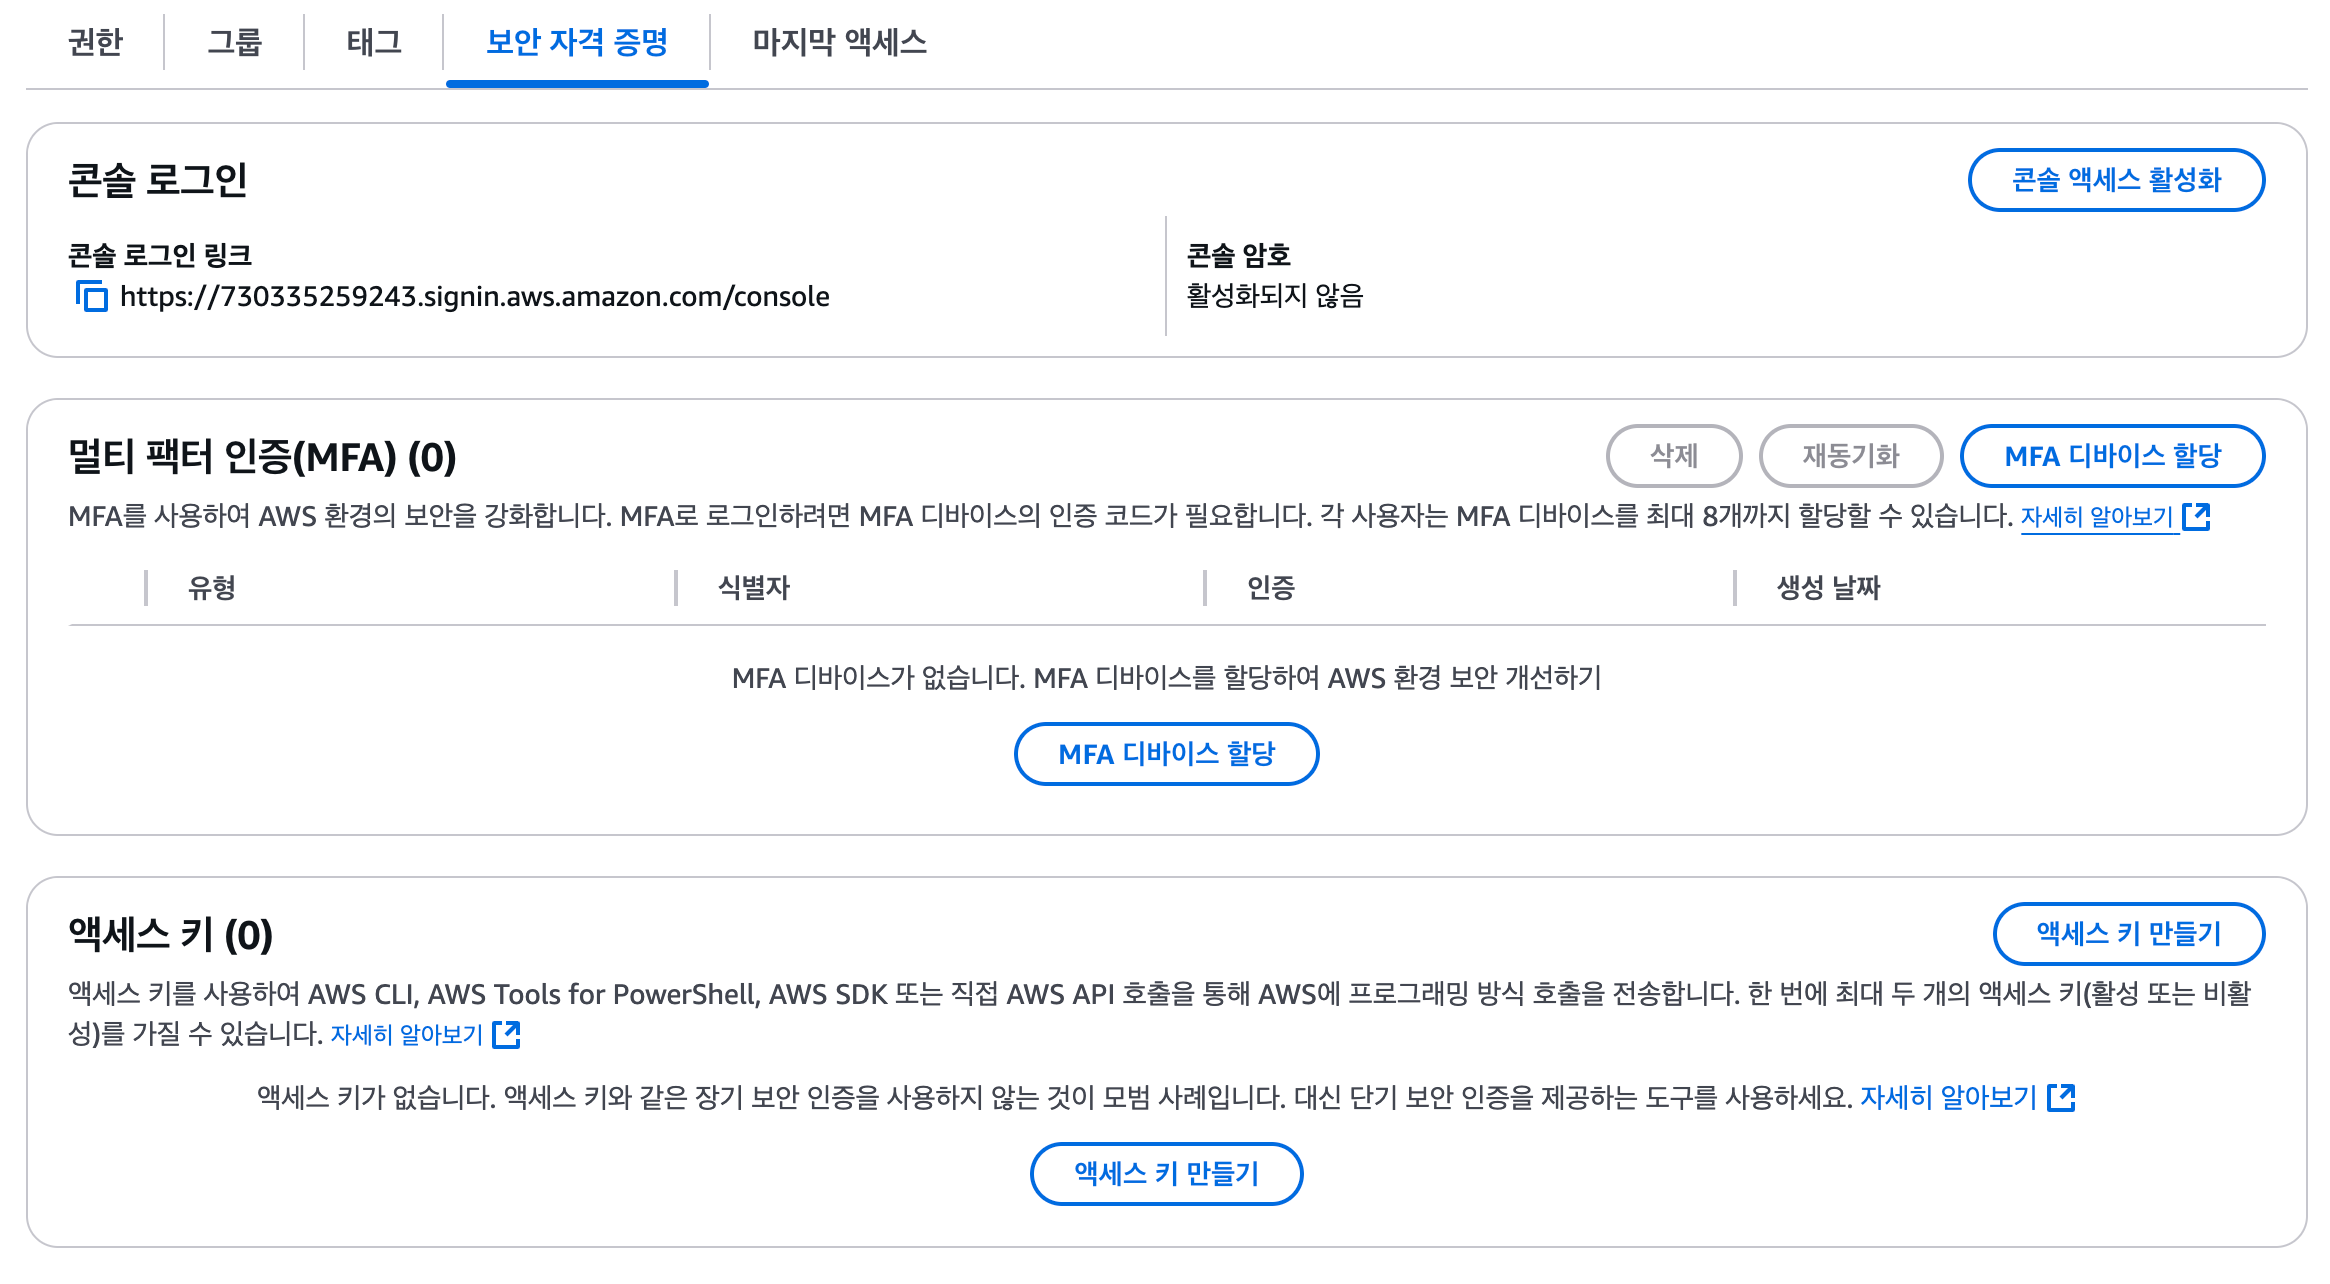 권한
그룹
태그
보안 자격 증명
마지막 액세스
콘솔 로그인
콘솔 액세스 활성화
콘솔 로그인 링크
https://730335259243.signin.aws.amazon.com/console
콘솔 암호
활성화되지 않음
멀티 팩터 인증(MFA) (0)
삭제
재동기화
MFA 디바이스 할당
MFA를 사용하여 AWS 환경의 보안을 강화합니다. MFA로 로그인하려면 MFA 디바이스의 인증 코드가 필요합니다. 각 사용자는 MFA 디바이스를 최대 8개까지 할당할 수 있습니다. 자세히 알아보기
유형
식별자
인증
생성 날짜
MFA 디바이스가 없습니다. MFA 디바이스를 할당하여 AWS 환경 보안 개선하기
MFA 디바이스 할당
액세스 키 (0)
액세스 키 만들기
액세스 키를 사용하여 AWS CLI, AWS Tools for PowerShell, AWS SDK 또는 직접 AWS API 호출을 통해 AWS에 프로그래밍 방식 호출을 전송합니다. 한 번에 최대 두 개의 액세스 키(활성 또는 비활
성)를 가질 수 있습니다. 자세히 알아보기
액세스 키가 없습니다. 액세스 키와 같은 장기 보안 인증을 사용하지 않는 것이 모범 사례입니다. 대신 단기 보안 인증을 제공하는 도구를 사용하세요. 자세히 알아보기
액세스 키 만들기